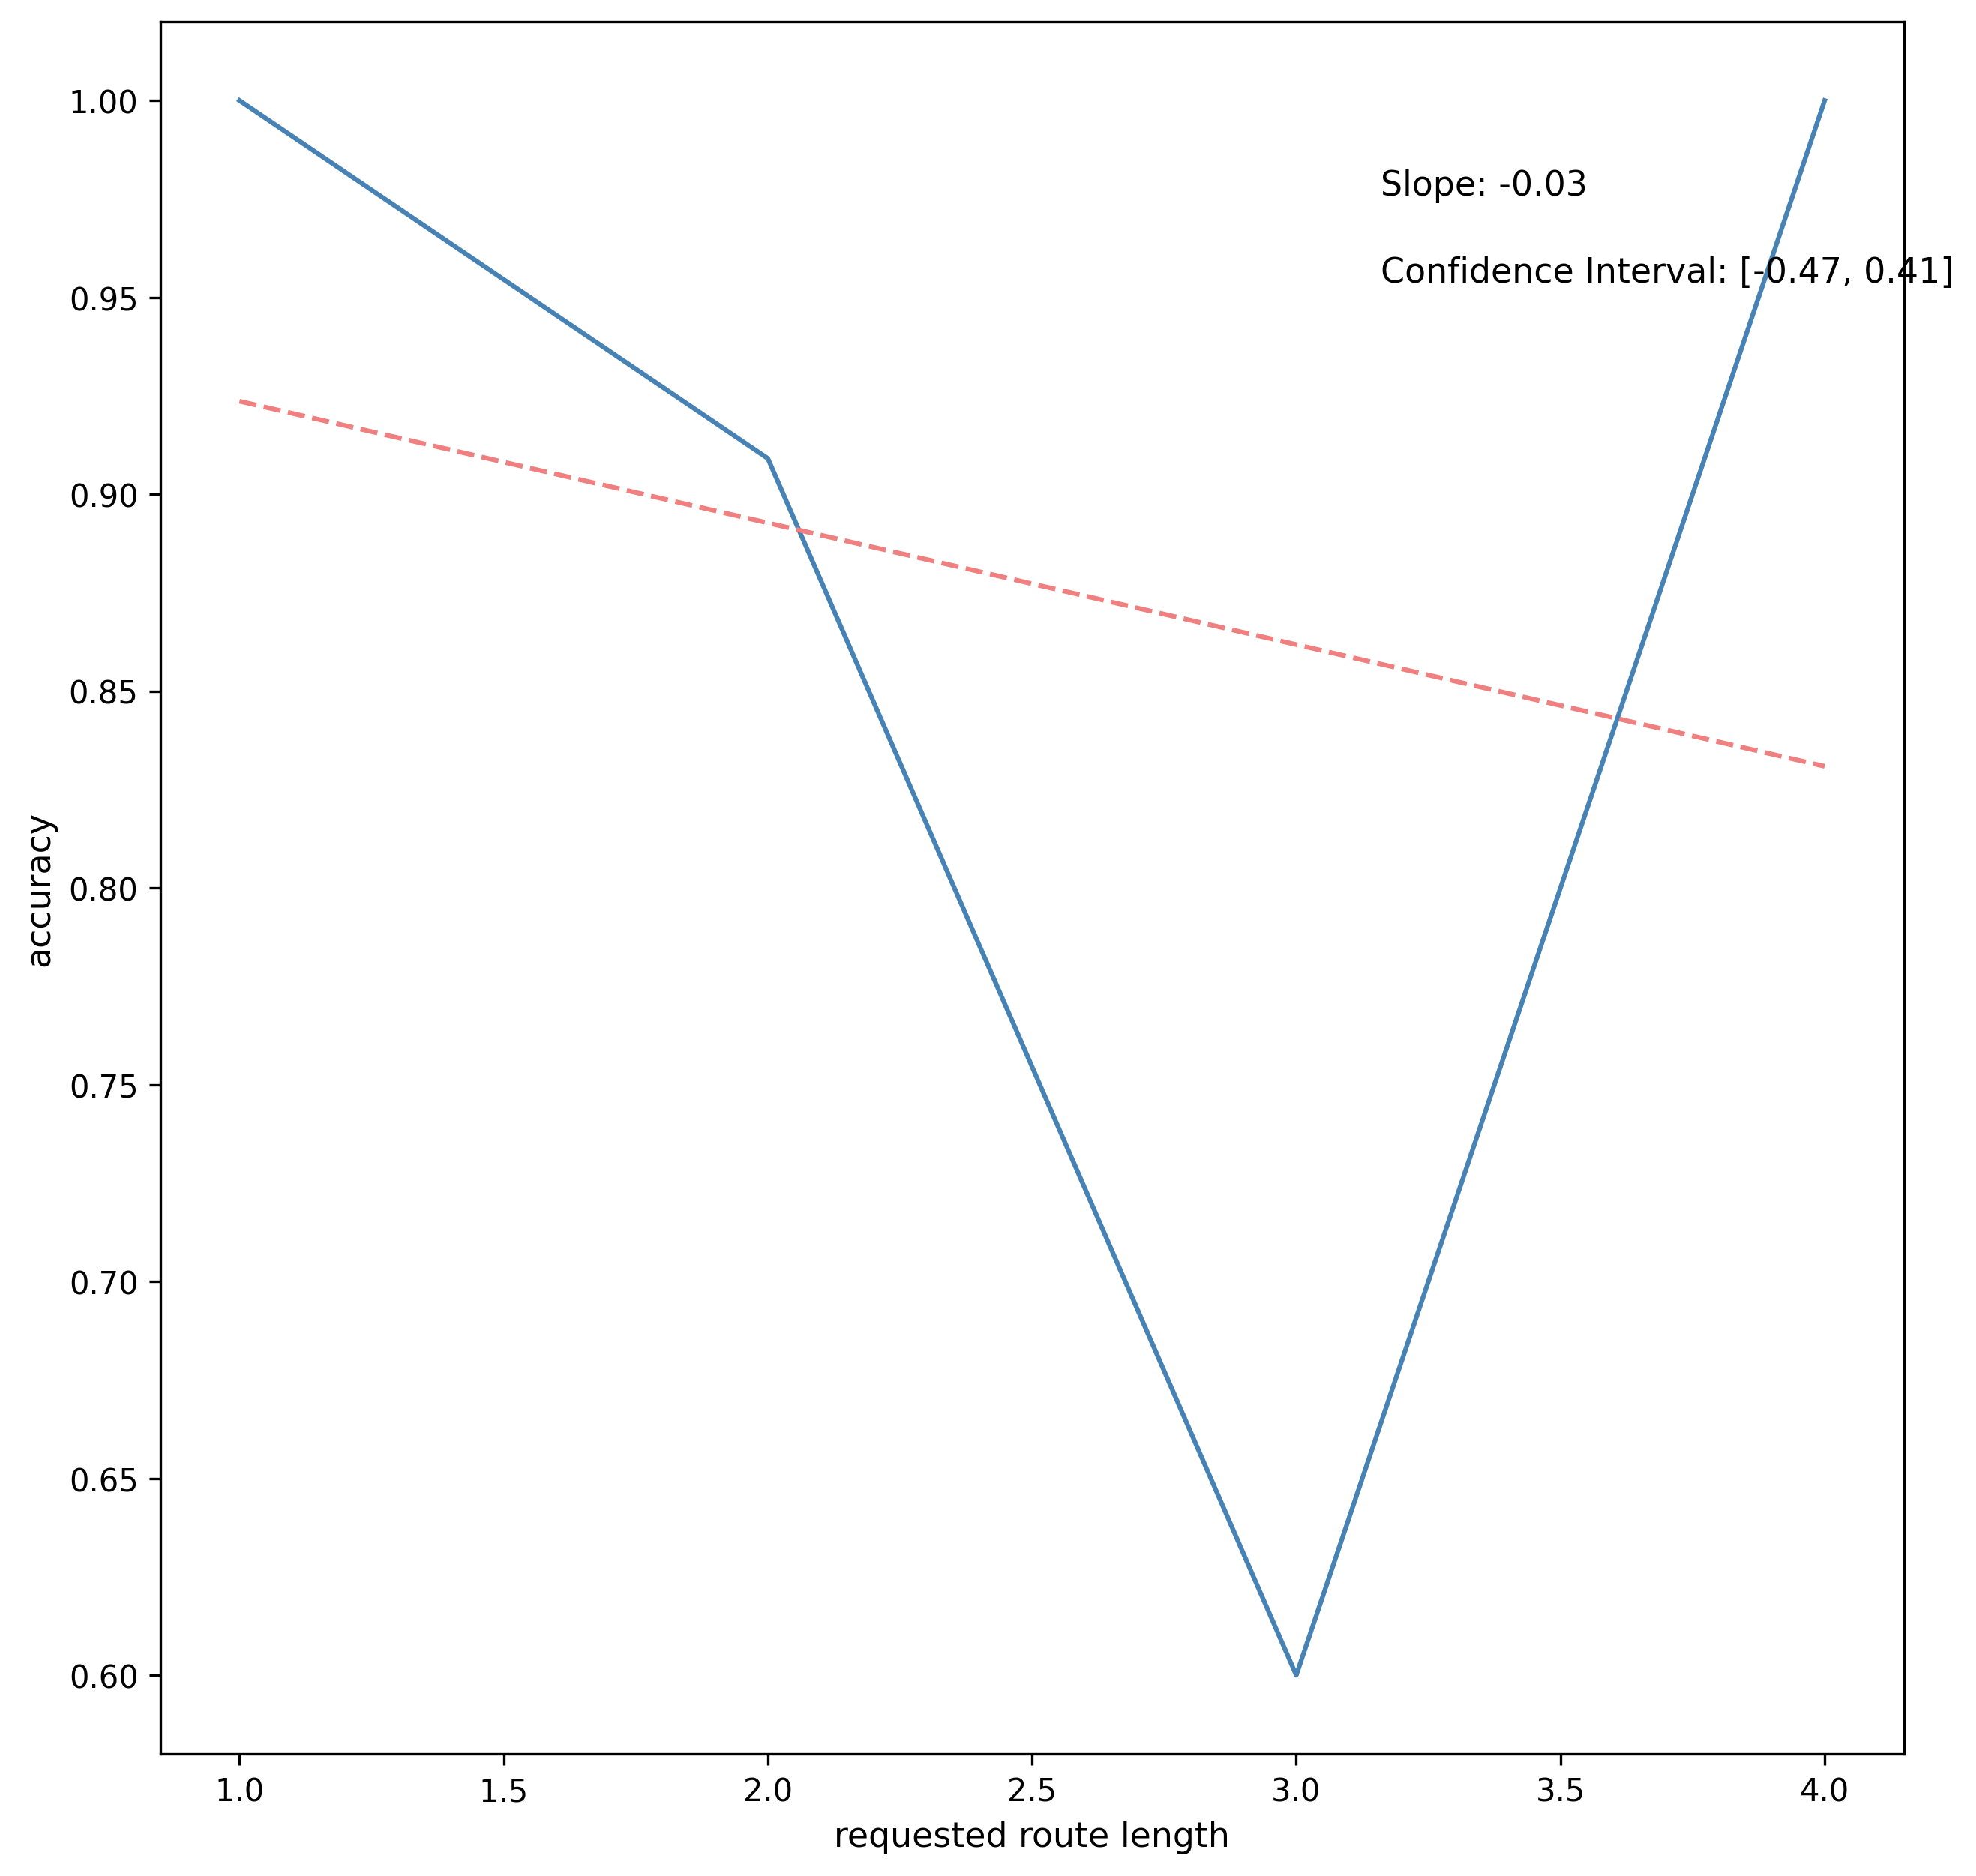 1.00
0.95
0.90
0.85
0.80
0.75
0.70
0.65
0.60
accuracy
Slope: -0.03
Confidence Interval: [-0.47, 0.41]
1.0 1.5 2.0 2.5 3.0 3.5 4.0
requested route length